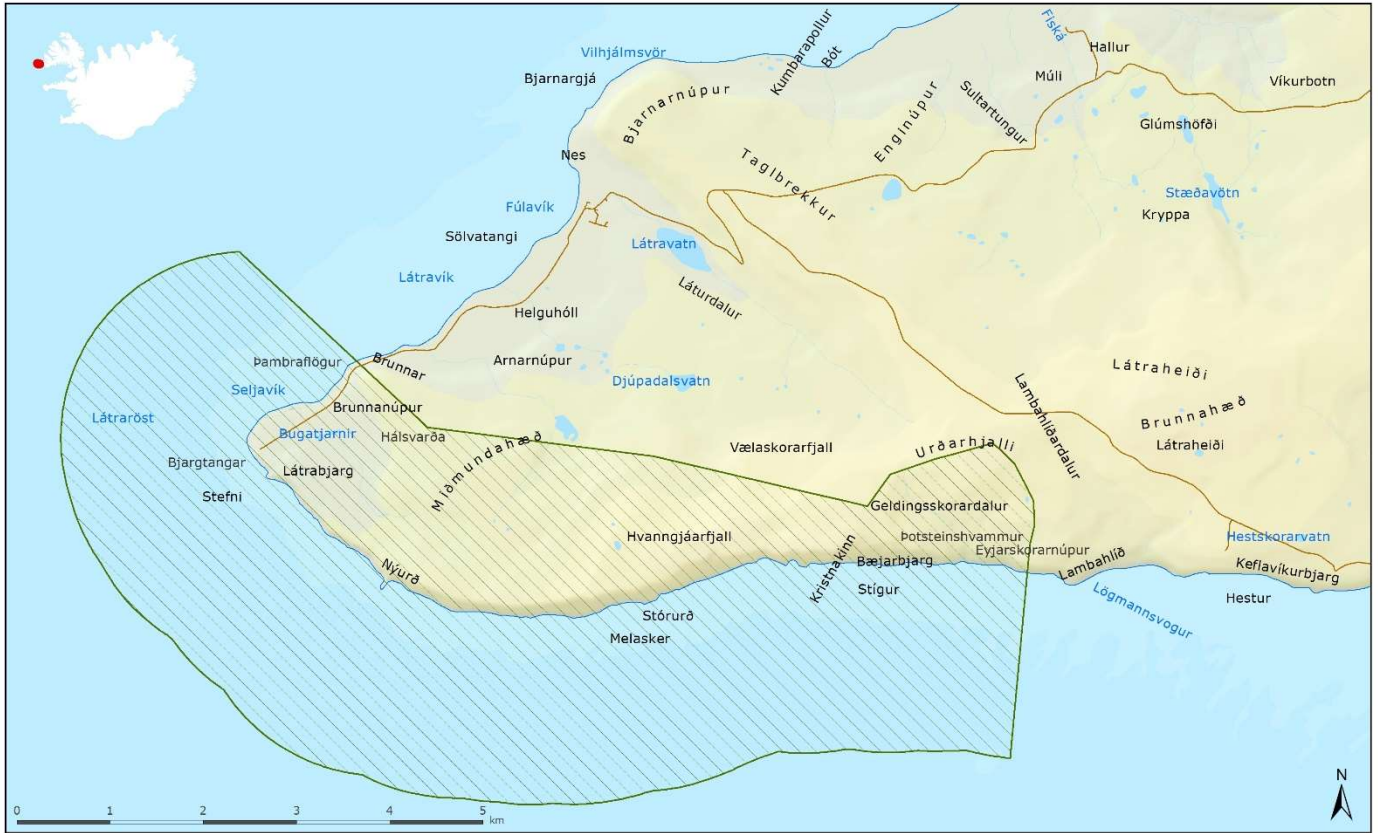 Kumbarapollur
Bót
Fiská
Hallur
Vilhjálmsvör
Bjarnargjá
Múli
Víkurbotn
Bjarnarnúpur
Sultartungur
Glúmshöfði
Englnúpur
Nes
Taglbrekkur
Stæðavötn
Kryppa
Fúlavík
Sölvatangi
Látravatn
Látravík
Láturdalur
Helguhóll
Þambraflögur
Brunnar
Arnarnúpur
Látraheiði
Seljavík
Djúpadalsvatn
Lambahlíðardalur
Látraröst
Brunnanúpur
Brunnahæð
Bugatjarnir
Hálsvarða
Miðmundahæð
Vælaskorarfjall
Urðarhjalli
Látraheiði
Bjargtangar
Látrabjarg
Stefni
Geldingsskorardalur
Hvanngjáarfjall
Þotsteinshvammur
Hestskorarvatn
Eyjarskorarnúpur
Kristnakinn
Bæjarbjarg
Lambahlíð
Keflavíkurbjarg
Nýurð
Stígur
Lögmannsvogur
Hestur
Stórurð
Melasker
N
0 1 2 3 4 5
km